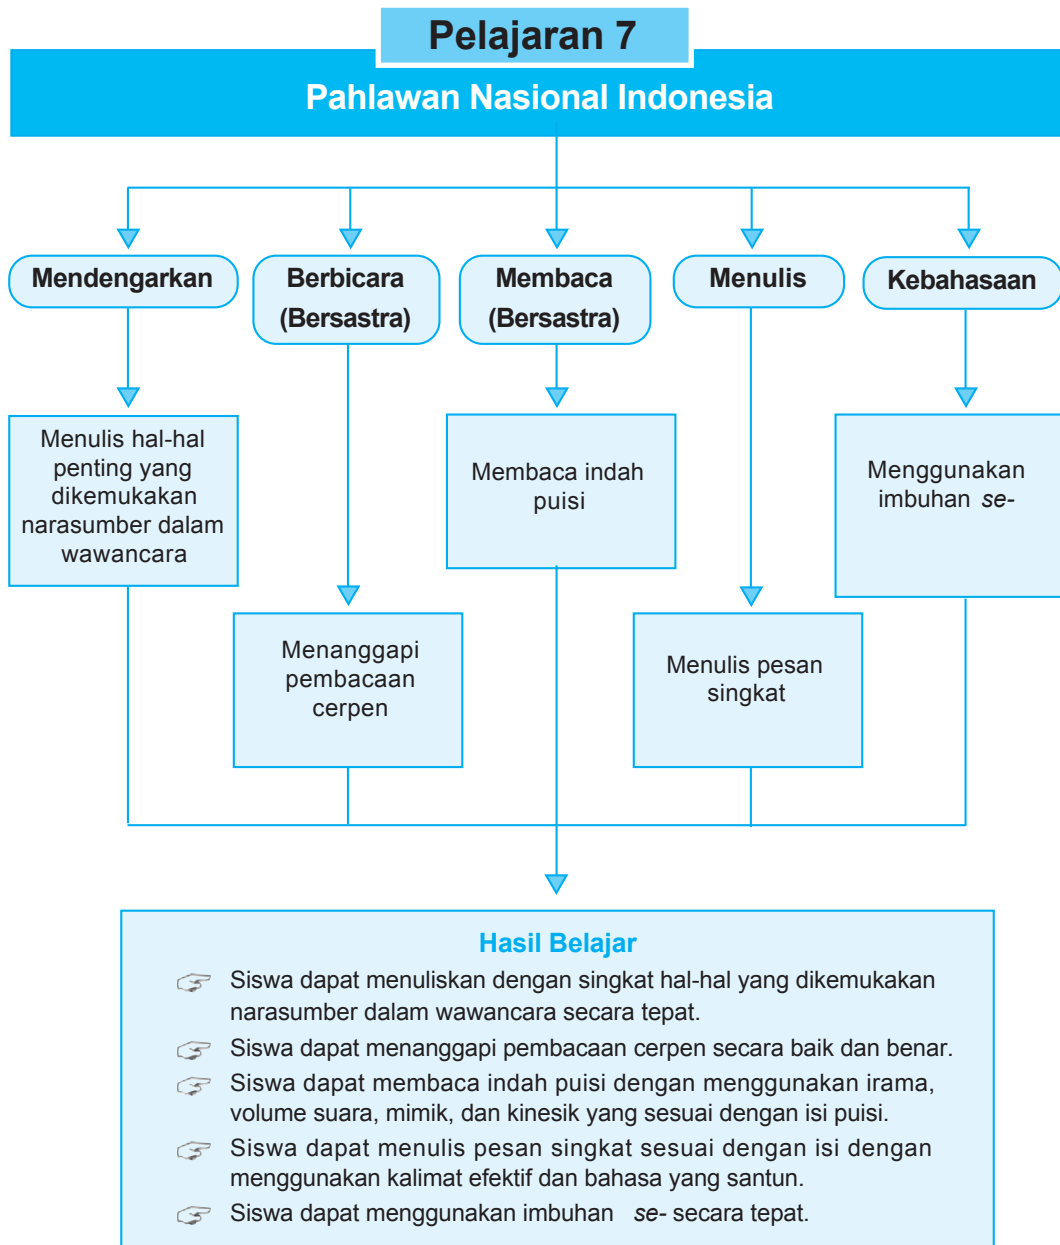 Pelajaran 7
Pahlawan Nasional Indonesia
Mendengarkan
Berbicara
(Bersastra)
Membaca
(Bersastra)
Menulis
Kebahasaan
Menulis hal-hal
penting yang
dikemukakan
narasumber dalam
wawancara
Menanggapi
pembacaan
cerpen
Membaca indah
puisi
Menulis pesan
singkat
Menggunakan
imbuhan se-
Hasil Belajar
Siswa dapat menuliskan dengan singkat hal-hal yang dikemukakan
narasumber dalam wawancara secara tepat.
Siswa dapat menanggapi pembacaan cerpen secara baik dan benar.
Siswa dapat membaca indah puisi dengan menggunakan irama,
volume suara, mimik, dan kinesik yang sesuai dengan isi puisi.
Siswa dapat menulis pesan singkat sesuai dengan isi dengan
menggunakan kalimat efektif dan bahasa yang santun.
Siswa dapat menggunakan imbuhan se- secara tepat.